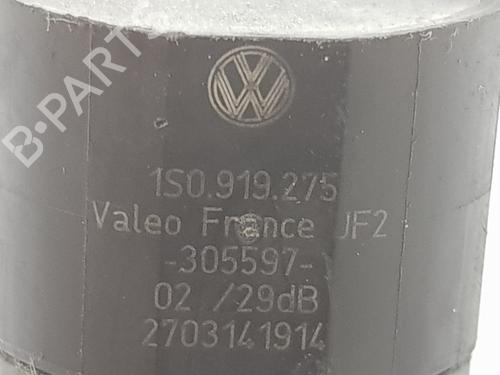 B-PARTS
1S0.919.275
Valeo France JF2
-305597-
02 /29dB
2703141914